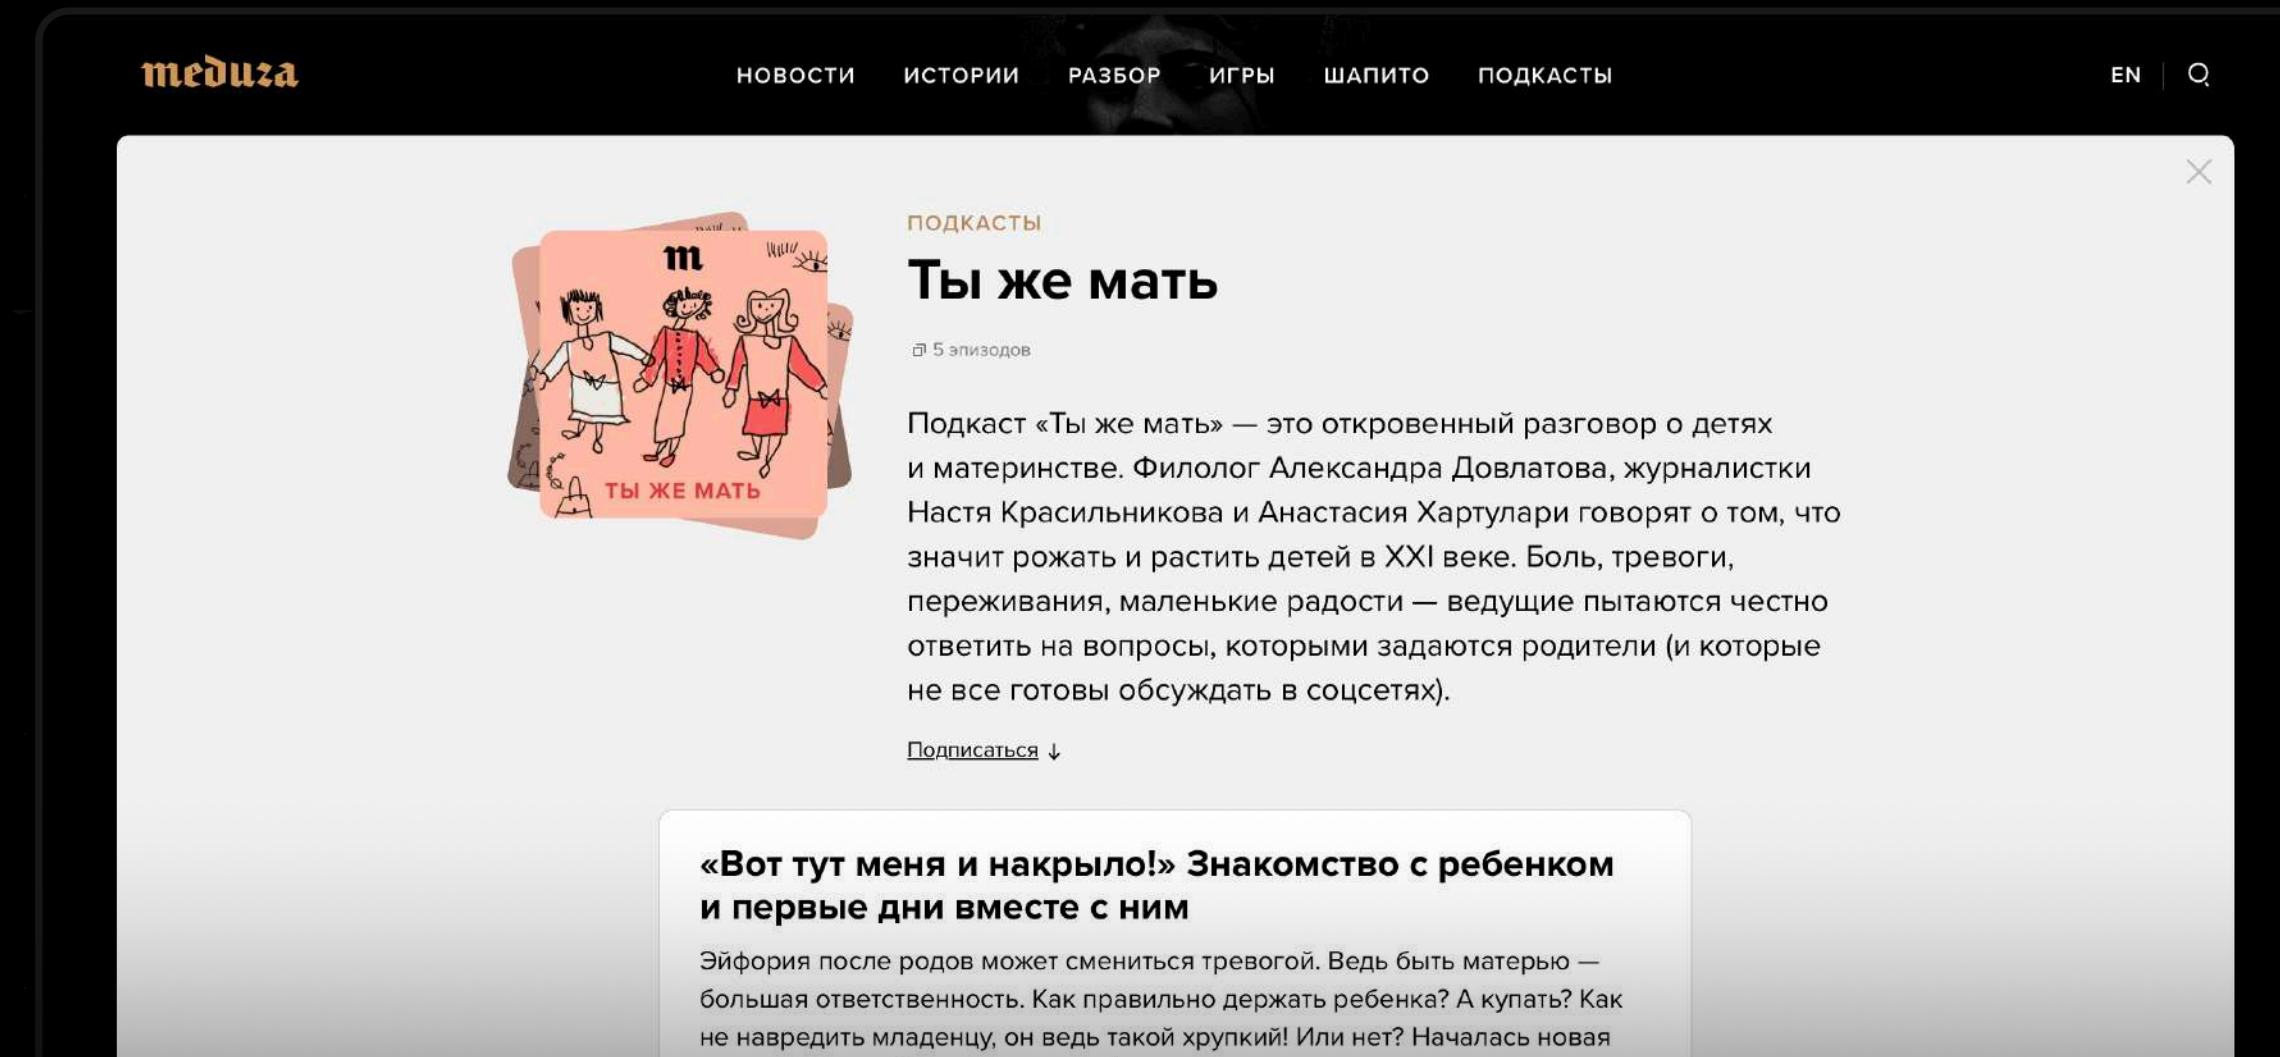 meduza
НОВОСТИ ИСТОРИИ РАЗБОР ИГРЫ ШАПИТО ПОДКАСТЫ
EN
m
ТЫ ЖЕ МАТЬ
ПОДКАСТЫ
Ты же мать
5 эпизодов
Подкаст «Ты же мать» — это откровенный разговор о детях
и материнстве. Филолог Александра Довлатова, журналистки
Настя Красильникова и Анастасия Хартулари говорят о том, что
значит рожать и растить детей в XXI веке. Боль, тревоги,
переживания, маленькие радости — ведущие пытаются честно
ответить на вопросы, которыми задаются родители (и которые
не все готовы обсуждать в соцсетях).
Подписаться ↓
«Вот тут меня и накрыло!» Знакомство с ребенком
и первые дни вместе с ним
Эйфория после родов может смениться тревогой. Ведь быть матерью —
большая ответственность. Как правильно держать ребенка? А купать? Как
не навредить младенцу, он ведь такой хрупкий! Или нет? Началась новая